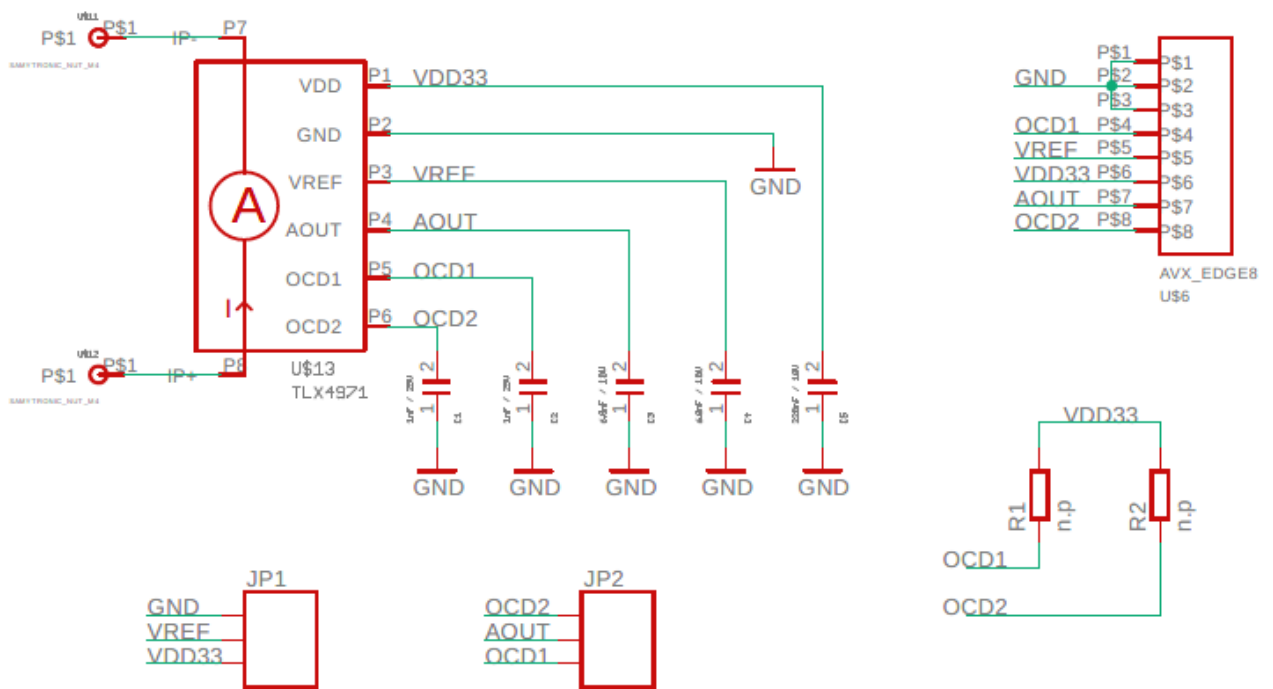 P$1
P$1
IP-
P7
SAMYTRONIC_NUT_M4
VDD
P1
VDD33
GND
P2
GND
VREF
P3
VREF
A
AOUT
P4
AOUT
OCD1
P5
OCD1
I
OCD2
P6
OCD2
P$1
P$1
IP+
P8
SAMYTRONIC_NUT_M4
U$13
TLX4971
2
1
1nF / 25V
2
1
1nF / 25V
2
1
2
1
2
1
GND
GND
GND
GND
GND
GND
P$1
P$1
P$2
P$2
P$3
P$3
OCD1
P$4
P$4
VREF
P$5
P$5
VDD33
P$6
P$6
AOUT
P$7
P$7
OCD2
P$8
P$8
AVX_EDGE8
U$6
VDD33
R1
n.p
R2
n.p
OCD1
OCD2
JP1
GND
VREF
VDD33
JP2
OCD2
AOUT
OCD1